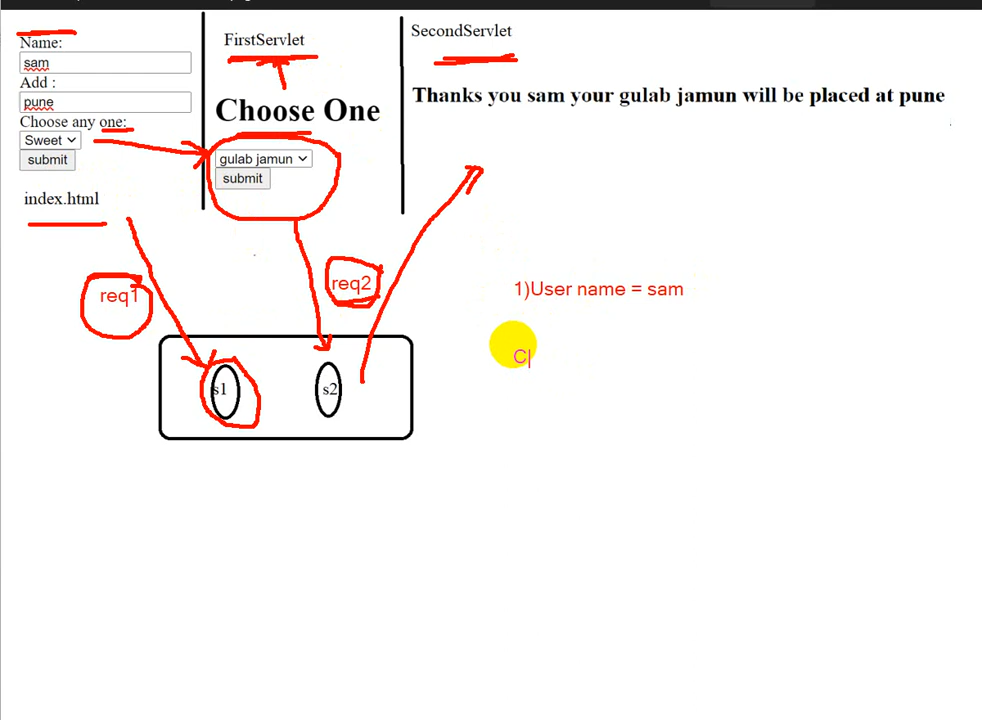 Name:
sam
Add :
pune
Choose any one:
Sweet
submit
index.html
FirstServlet
Choose One
gulab jamun
submit
SecondServlet
Thanks you sam your gulab jamun will be placed at pune
req1
req2
1)User name = sam
C
s1
s2